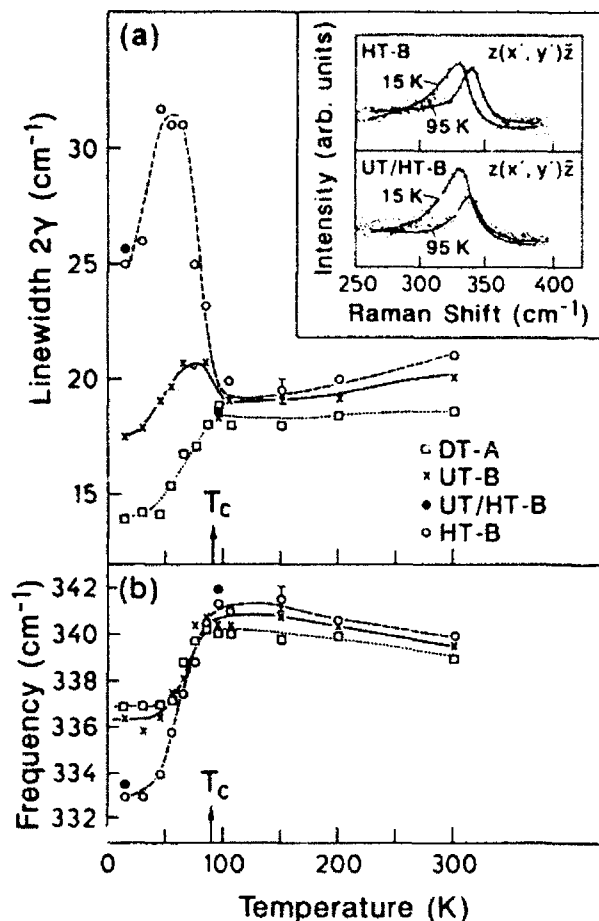 (a)
Linewidth 2γ (cm⁻¹)
30
25
20
15
Intensity (arb. units)
HT-B
z(x´, y´)z̄
15 K
95 K
UT/HT-B
z(x´, y´)z̄
15 K
95 K
250
300
350
400
Raman Shift (cm⁻¹)
□ DT-A
× UT-B
● UT/HT-B
○ HT-B
Tc
(b)
Frequency (cm⁻¹)
342
340
337
336
333
332
Tc
0
100
200
300
Temperature (K)